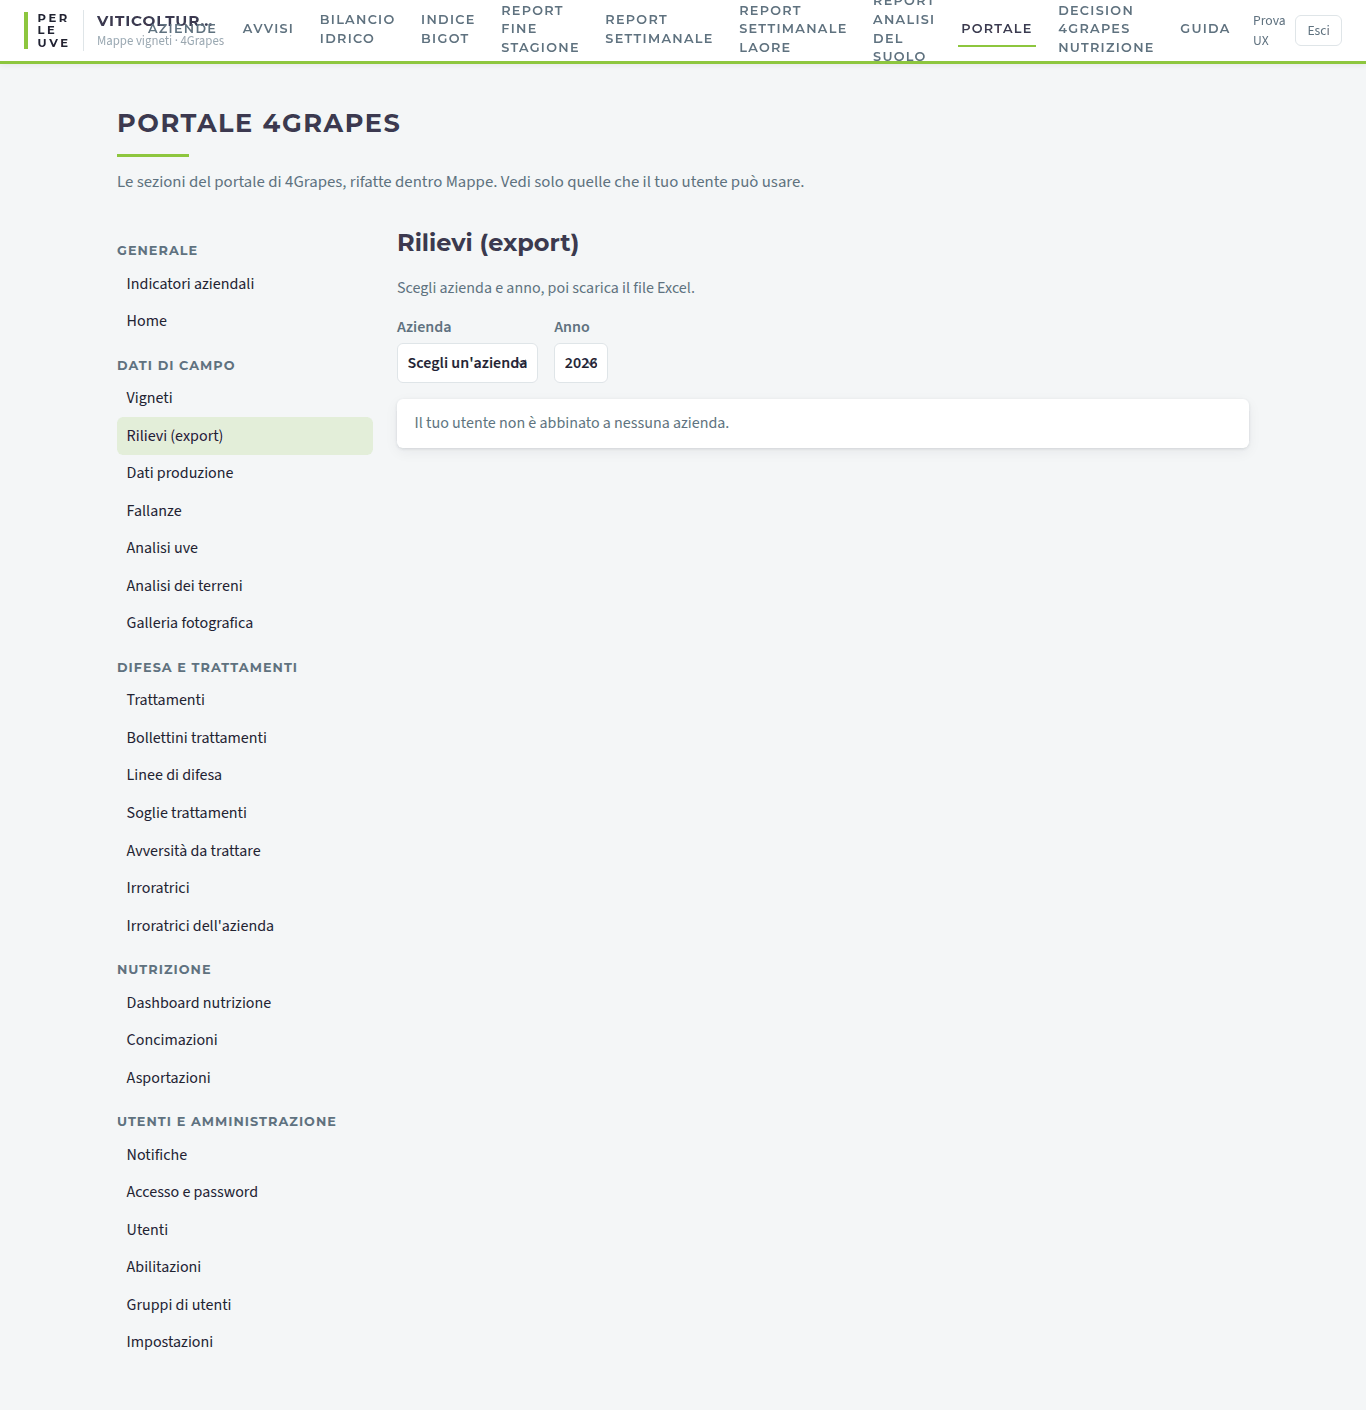 PER
LE
UVE
VITICOLTUR...
Mappe vigneti · 4Grapes
AZIENDE
AVVISI
BILANCIO
IDRICO
INDICE
BIGOT
REPORT
FINE
STAGIONE
REPORT
SETTIMANALE
REPORT
SETTIMANALE
LAORE
REPORT
ANALISI
DEL
SUOLO
PORTALE
DECISION
4GRAPES
NUTRIZIONE
GUIDA
Prova
UX
Esci
PORTALE 4GRAPES
Le sezioni del portale di 4Grapes, rifatte dentro Mappe. Vedi solo quelle che il tuo utente può usare.
GENERALE
Indicatori aziendali
Home
DATI DI CAMPO
Vigneti
Rilievi (export)
Dati produzione
Fallanze
Analisi uve
Analisi dei terreni
Galleria fotografica
DIFESA E TRATTAMENTI
Trattamenti
Bollettini trattamenti
Linee di difesa
Soglie trattamenti
Avversità da trattare
Irroratrici
Irroratrici dell'azienda
NUTRIZIONE
Dashboard nutrizione
Concimazioni
Asportazioni
UTENTI E AMMINISTRAZIONE
Notifiche
Accesso e password
Utenti
Abilitazioni
Gruppi di utenti
Impostazioni
Rilievi (export)
Scegli azienda e anno, poi scarica il file Excel.
Azienda
Anno
Scegli un'azienda
2026
Il tuo utente non è abbinato a nessuna azienda.